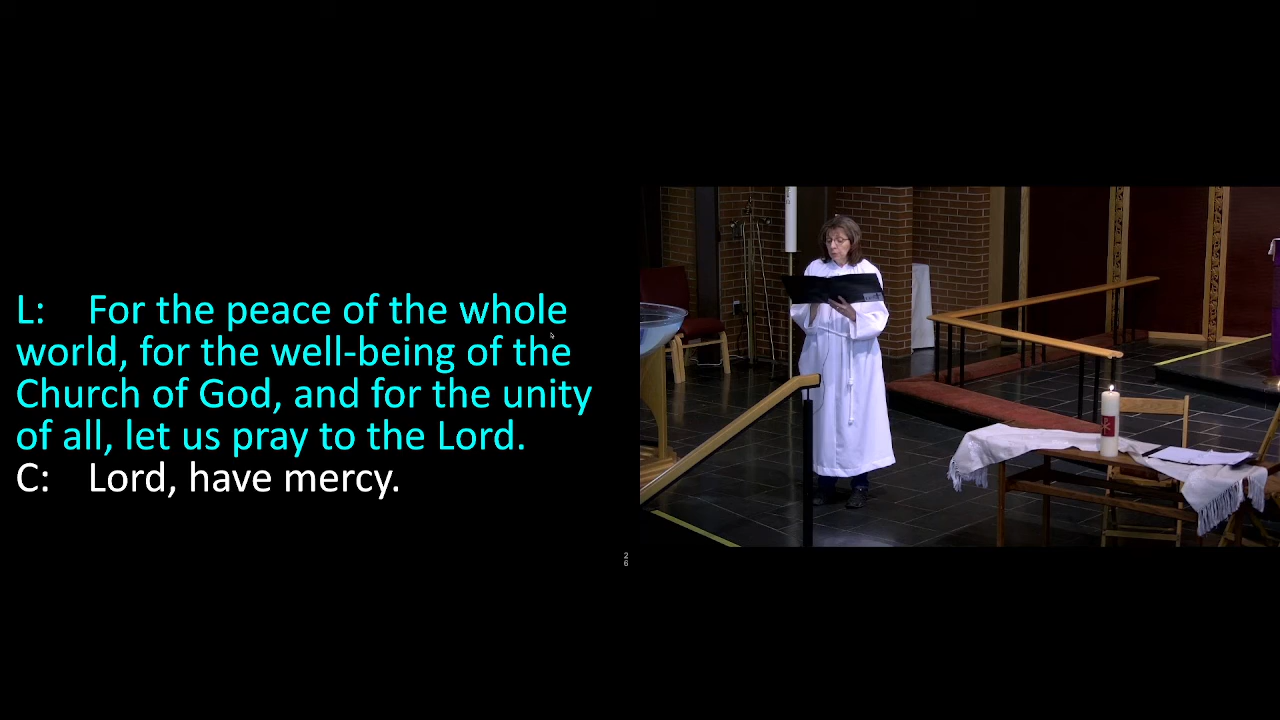 L: For the peace of the whole
world, for the well-being of the
Church of God, and for the unity
of all, let us pray to the Lord.
C: Lord, have mercy.
26